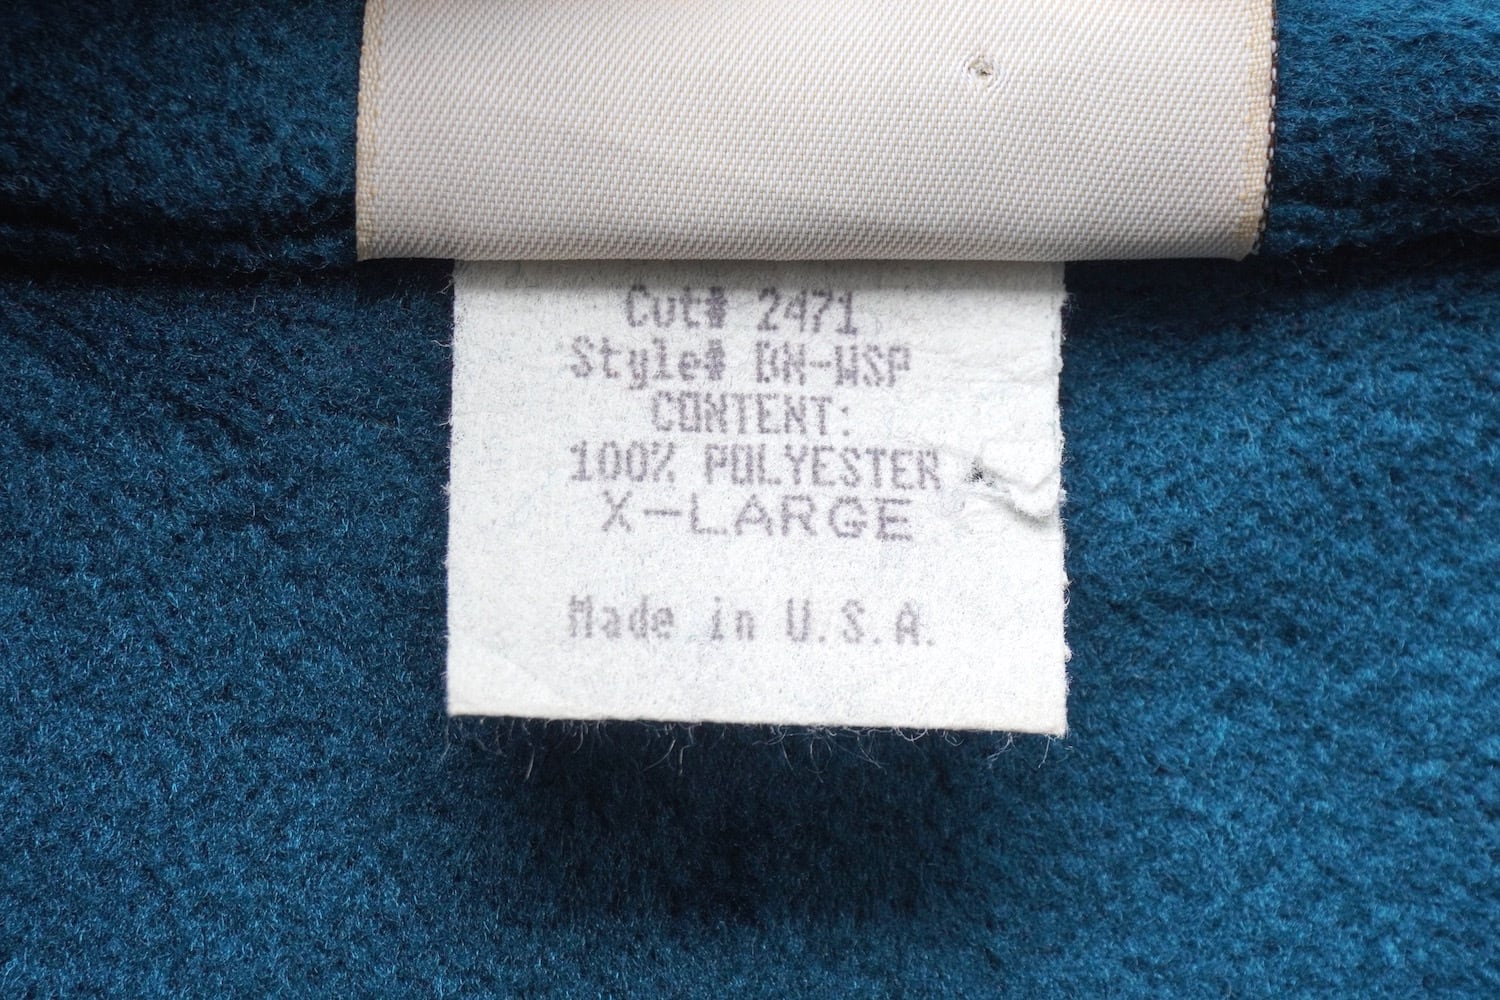 Cut# 2471
Style# BN-WSP
CONTENT:
100% POLYESTER
X-LARGE
Made in U.S.A.